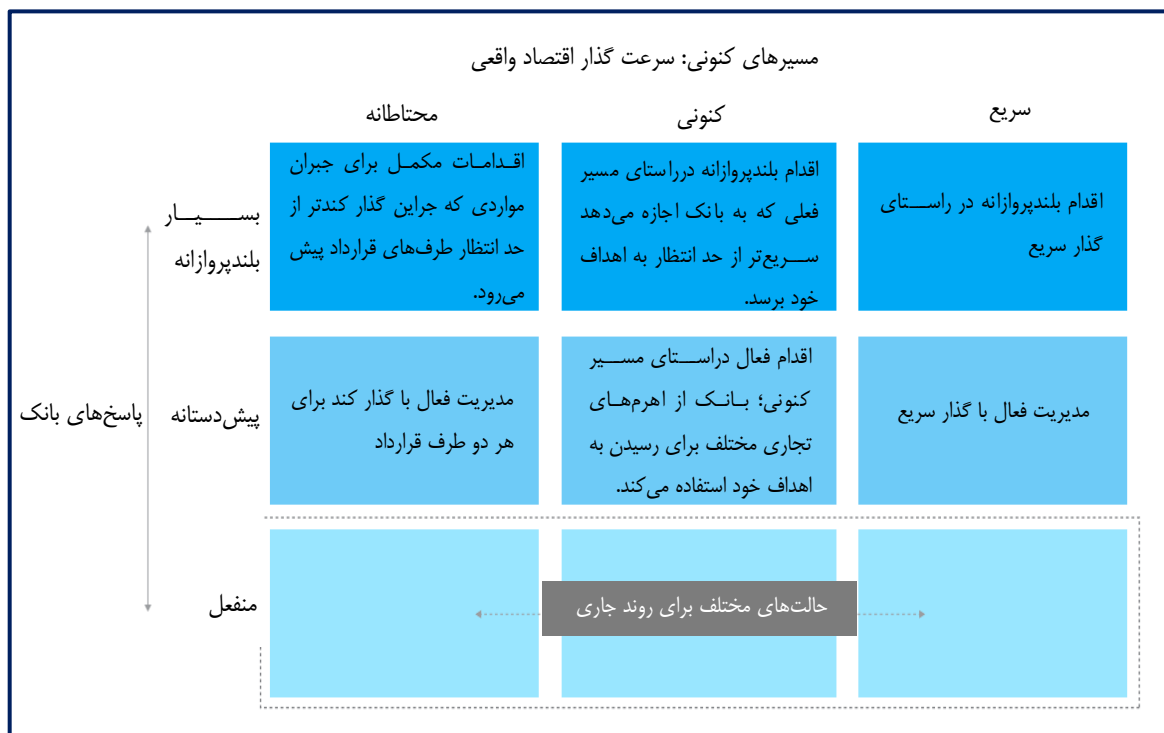 مسیرهای کنونی: سرعت گذار اقتصاد واقعی
سریع
کنونی
محتاطانه
بسیار
بلندپروازانه
اقدام بلندپروازانه در راستای
گذار سریع
اقدام بلندپروازانه درراستای مسیر
فعلی که به بانک اجازه می‌دهد
سریع‌تر از حد انتظار به اهداف
خود برسد.
اقدامات مکمل برای جبران
مواردی که جراین گذار کندتر از
حد انتظار طرف‌های قرارداد پیش
می‌رود.
پیش‌دستانه
مدیریت فعال با گذار سریع
اقدام فعال دراستای مسیر
کنونی؛ بانک از اهرم‌های
تجاری مختلف برای رسیدن به
اهداف خود استفاده می‌کند.
مدیریت فعال با گذار کند برای
هر دو طرف قرارداد
پاسخ‌های بانک
منفعل
حالت‌های مختلف برای روند جاری